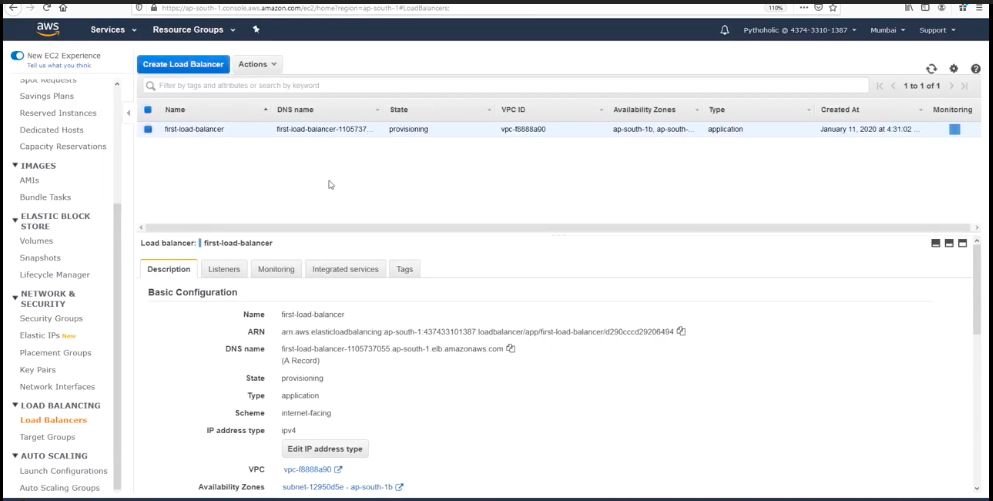 https://ap-south-1.console.aws.amazon.com/ec2/home?region=ap-south-1#LoadBalancers:
110%
aws
Services
Resource Groups
Pythoholic @ 4374-3310-1387
Mumbai
Support
New EC2 Experience
Tell us what you think
Spot Requests
Savings Plans
Reserved Instances
Dedicated Hosts
Capacity Reservations
IMAGES
AMIs
Bundle Tasks
ELASTIC BLOCK
STORE
Volumes
Snapshots
Lifecycle Manager
NETWORK &
SECURITY
Security Groups
Elastic IPs New
Placement Groups
Key Pairs
Network Interfaces
LOAD BALANCING
Load Balancers
Target Groups
AUTO SCALING
Launch Configurations
Auto Scaling Groups
Create Load Balancer
Actions
Filter by tags and attributes or search by keyword
1 to 1 of 1
Name DNS name State VPC ID Availability Zones Type Created At Monitoring
first-load-balancer first-load-balancer-1105737... provisioning vpc-f8888a90 ap-south-1b, ap-south-... application January 11, 2020 at 4:31:02 ...
Load balancer: first-load-balancer
Description Listeners Monitoring Integrated services Tags
Basic Configuration
Name first-load-balancer
ARN arn:aws:elasticloadbalancing:ap-south-1:437433101387:loadbalancer/app/first-load-balancer/d290cccd29206494
DNS name first-load-balancer-1105737055.ap-south-1.elb.amazonaws.com
(A Record)
State provisioning
Type application
Scheme internet-facing
IP address type ipv4
Edit IP address type
VPC vpc-f8888a90
Availability Zones subnet-12950d5e - ap-south-1b